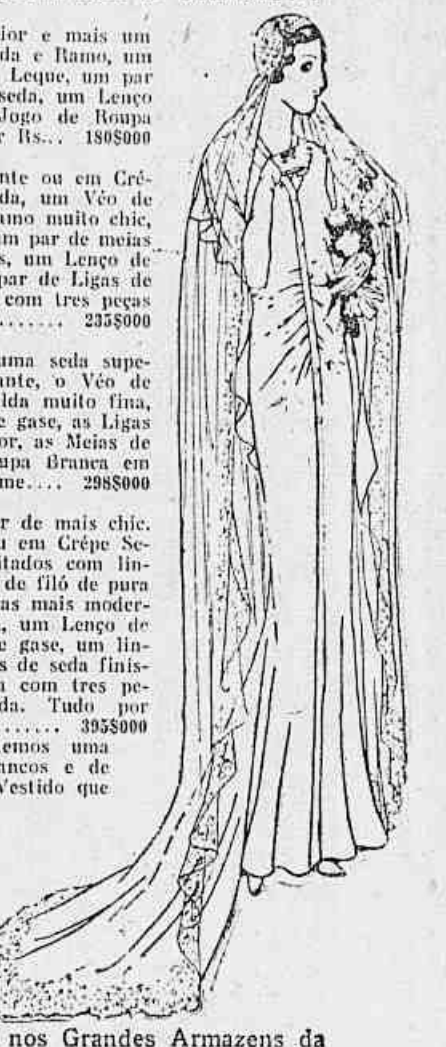 ior e mais um
da e Ramo, um
Leque, um par
seda, um Lenço
Jogo de Roupa
r Rs... 180$000
nte ou em Cré-
da, um Véo de
amo muito chic,
um par de meias
s, um Lenço de
par de Ligas de
com tres peças
....... 235$000
uma seda supe-
ante, o Véo de
lda muito fina,
e gase, as Ligas
or, as Meias de
upa Branca em
me.... 298$000
r de mais chic.
u em Crépe Se-
itados com lin-
de filó de pura
as mais moder-
, um Lenço de
e gase, um lin-
s de seda finis-
a com tres pe-
da. Tudo por
....... 395$000
emos uma
ancos e de
Vestido que
nos Grandes Armazens da